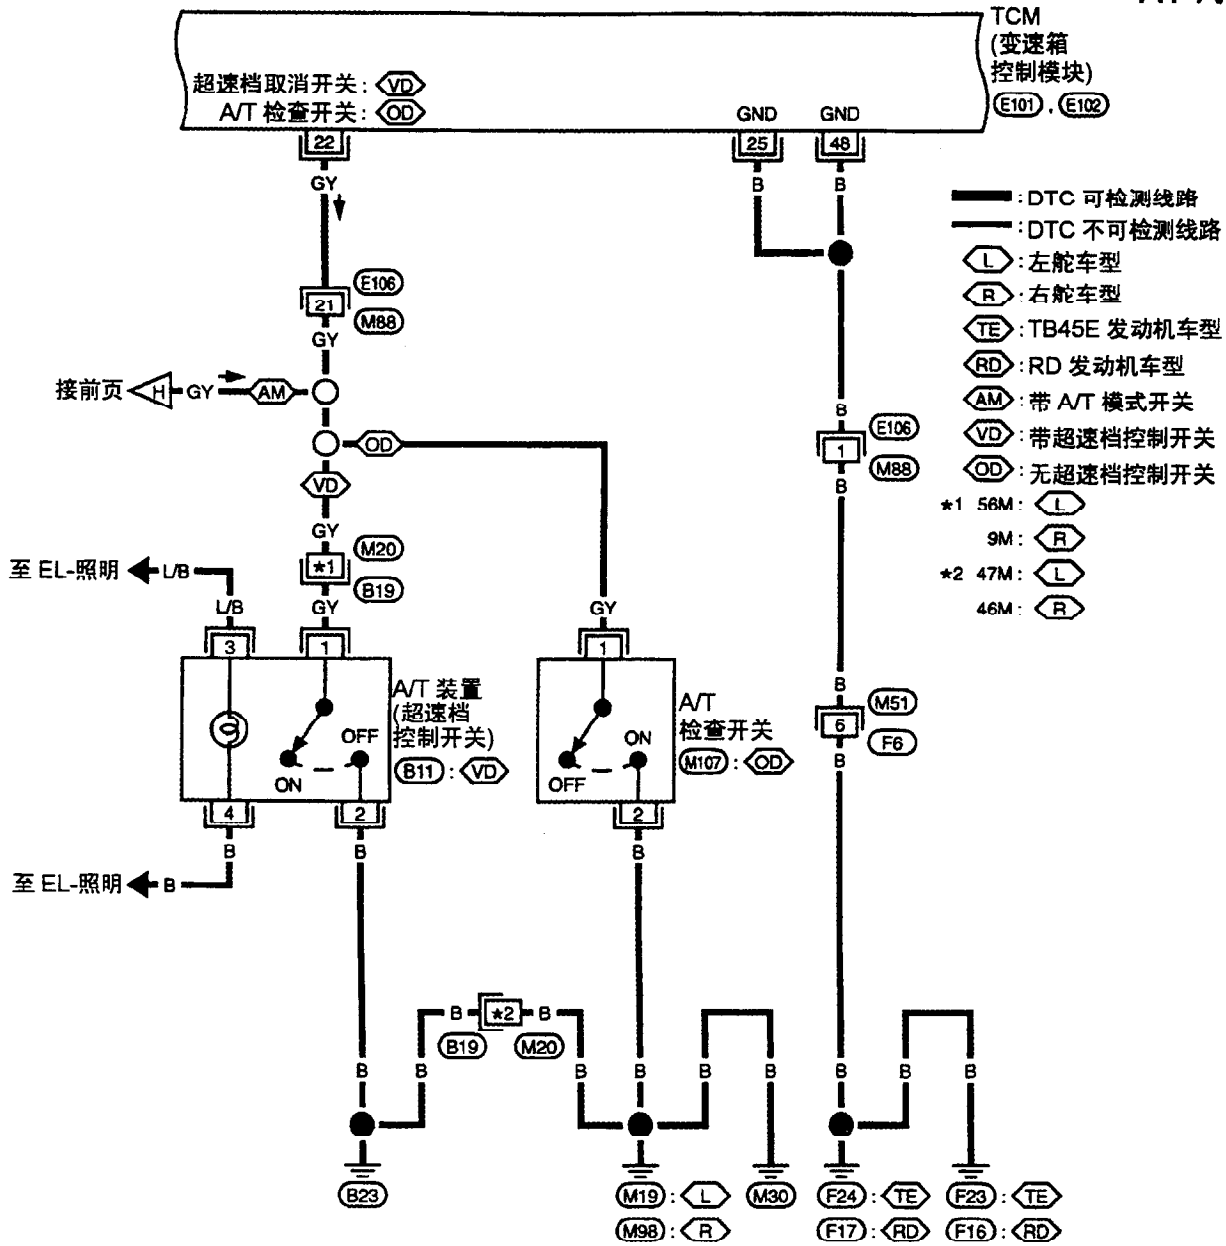 TCM
(变速箱
控制模块)
E101 , E102
超速档取消开关: VD
A/T 检查开关: OD
GND GND
22 25 48
GY B B
: DTC 可检测线路
: DTC 不可检测线路
L : 左舵车型
R : 右舵车型
TE : TB45E 发动机车型
RD : RD 发动机车型
AM : 带 A/T 模式开关
VD : 带超速档控制开关
OD : 无超速档控制开关
*1 56M: L
9M: R
*2 47M: L
46M: R
E106
21
M88
GY
接前页 H GY AM
OD
VD
GY
M20
*1
B19
GY
至 EL-照明 L/B
L/B
3 1
A/T 装置
(超速档
控制开关)
B11 : VD
OFF
ON
4 2
B B
至 EL-照明 B
GY
1
A/T
检查开关
M107 : OD
ON
OFF
2
B
B
E106
1
M88
B
B
M51
6
F6
B
B *2 B
B19 M20
B B B B B B B B B
B23
M19 : L M30 F24 : TE F23 : TE
M98 : R F17 : RD F16 : RD